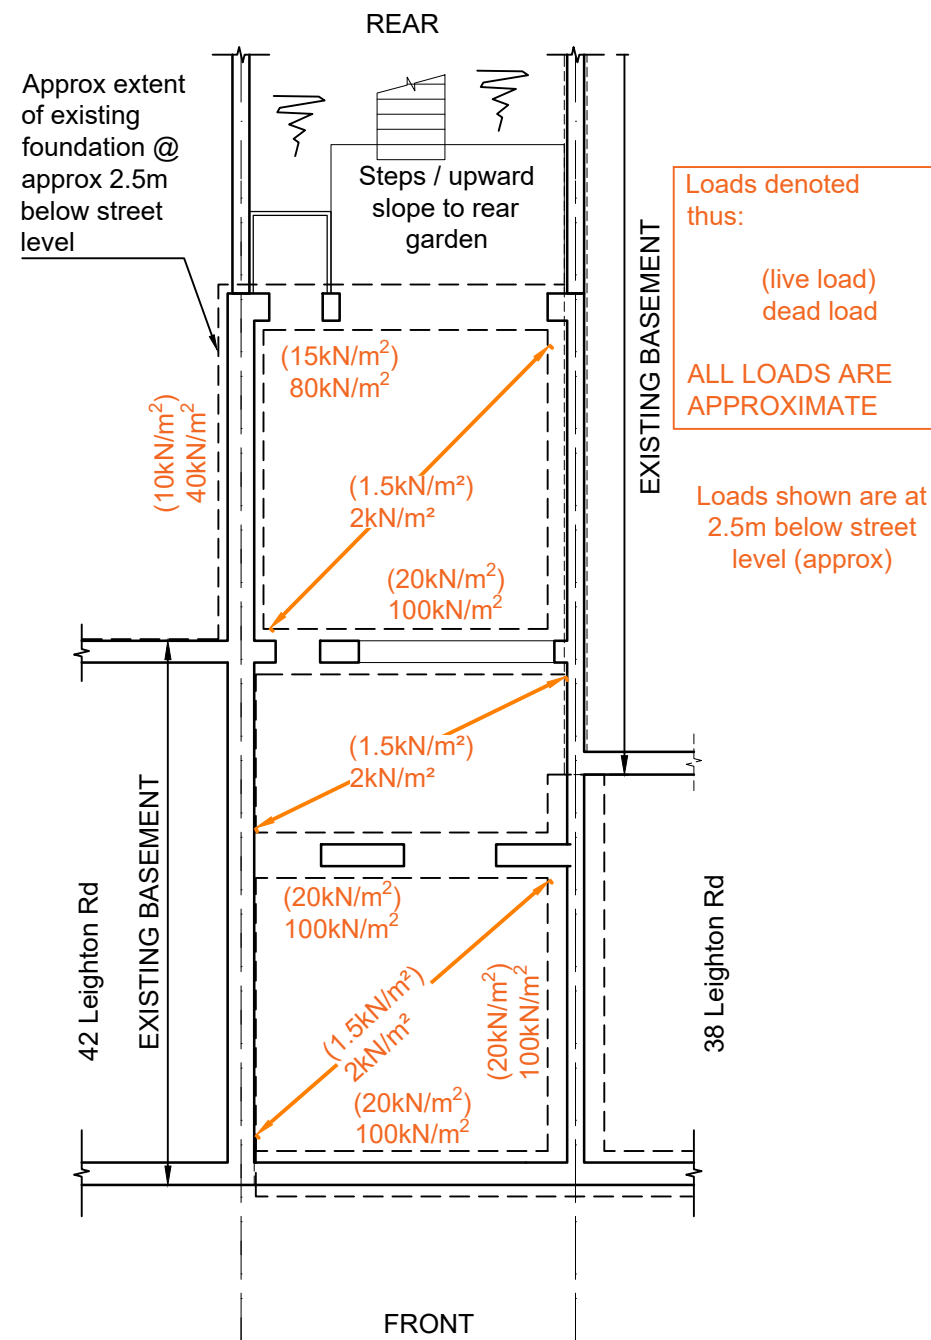 REAR
Approx extent
of existing
foundation @
approx 2.5m
below street
level
Steps / upward
slope to rear
garden
EXISTING BASEMENT
Loads denoted
thus:
(live load)
dead load
ALL LOADS ARE
APPROXIMATE
Loads shown are at
2.5m below street
level (approx)
(15kN/m²)
80kN/m²
(10kN/m²)
40kN/m²
(1.5kN/m²)
2kN/m²
(20kN/m²)
100kN/m²
(1.5kN/m²)
2kN/m²
42 Leighton Rd
EXISTING BASEMENT
(20kN/m²)
100kN/m²
(1.5kN/m²)
2kN/m²
(20kN/m²)
100kN/m²
(20kN/m²)
100kN/m²
38 Leighton Rd
FRONT